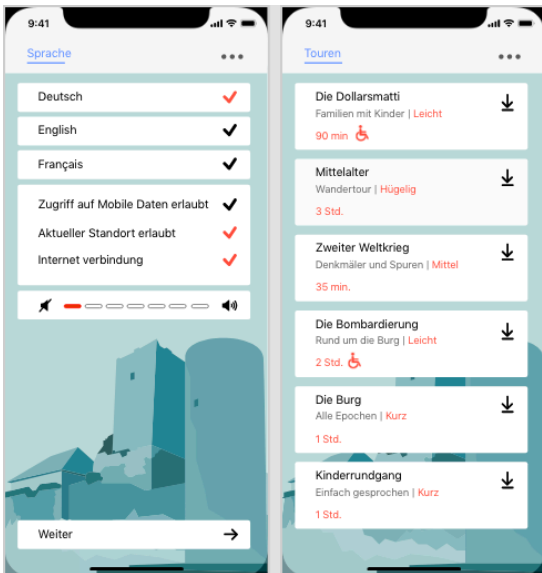 9:41
Sprache
Deutsch
English
Français
Zugriff auf Mobile Daten erlaubt
Aktueller Standort erlaubt
Internet verbindung
Weiter
9:41
Touren
Die Dollarsmatti
Familien mit Kinder | Leicht
90 min
Mittelalter
Wandertour | Hügelig
3 Std.
Zweiter Weltkrieg
Denkmäler und Spuren | Mittel
35 min.
Die Bombardierung
Rund um die Burg | Leicht
2 Std.
Die Burg
Alle Epochen | Kurz
1 Std.
Kinderrundgang
Einfach gesprochen | Kurz
1 Std.